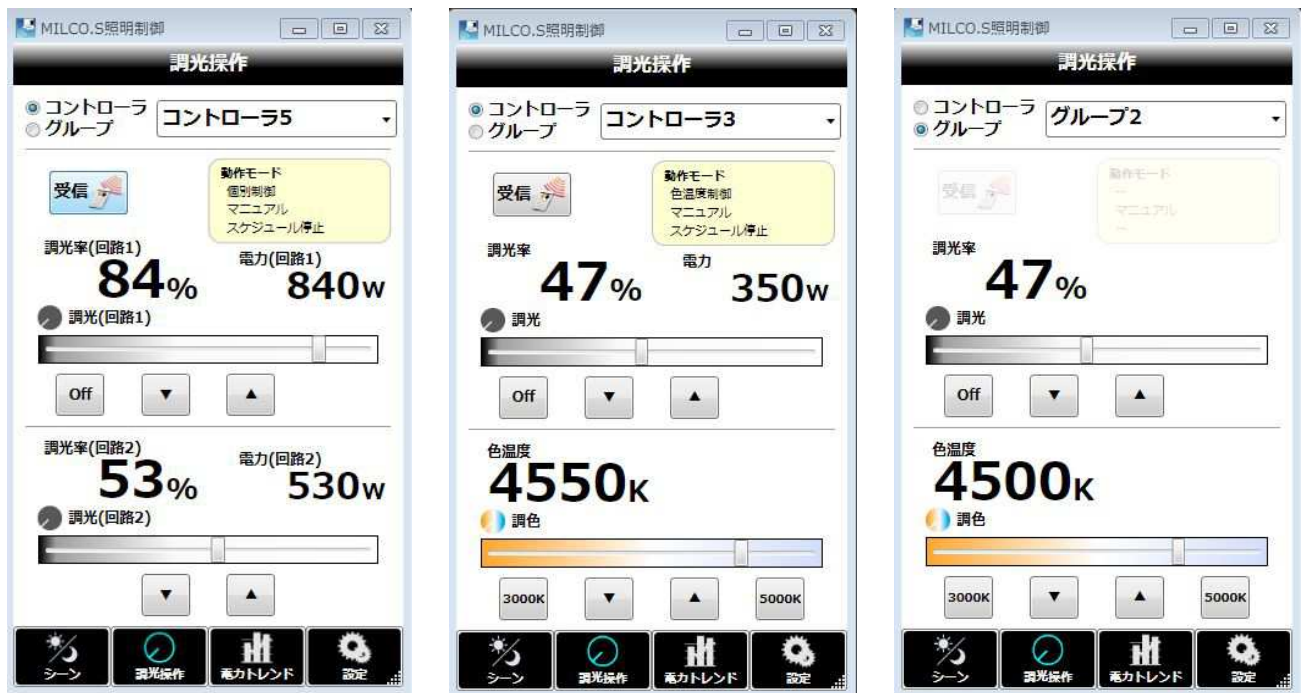 MILCO.S照明制御
調光操作
コントローラ
グループ
コントローラ5
受信
動作モード
個別制御
マニュアル
スケジュール停止
調光率(回路1)
84%
電力(回路1)
840W
調光(回路1)
Off
▼
▲
調光率(回路2)
53%
電力(回路2)
530W
調光(回路2)
▼
▲
シーン
調光操作
電力トレンド
設定
MILCO.S照明制御
調光操作
コントローラ
グループ
コントローラ3
受信
動作モード
色温度制御
マニュアル
スケジュール停止
調光率
47%
電力
350W
調光
Off
▼
▲
色温度
4550K
調色
3000K
▼
▲
5000K
シーン
調光操作
電力トレンド
設定
MILCO.S照明制御
調光操作
コントローラ
グループ
グループ2
受信
動作モード
--
マニュアル
--
調光率
47%
調光
Off
▼
▲
色温度
4500K
調色
3000K
▼
▲
5000K
シーン
調光操作
電力トレンド
設定